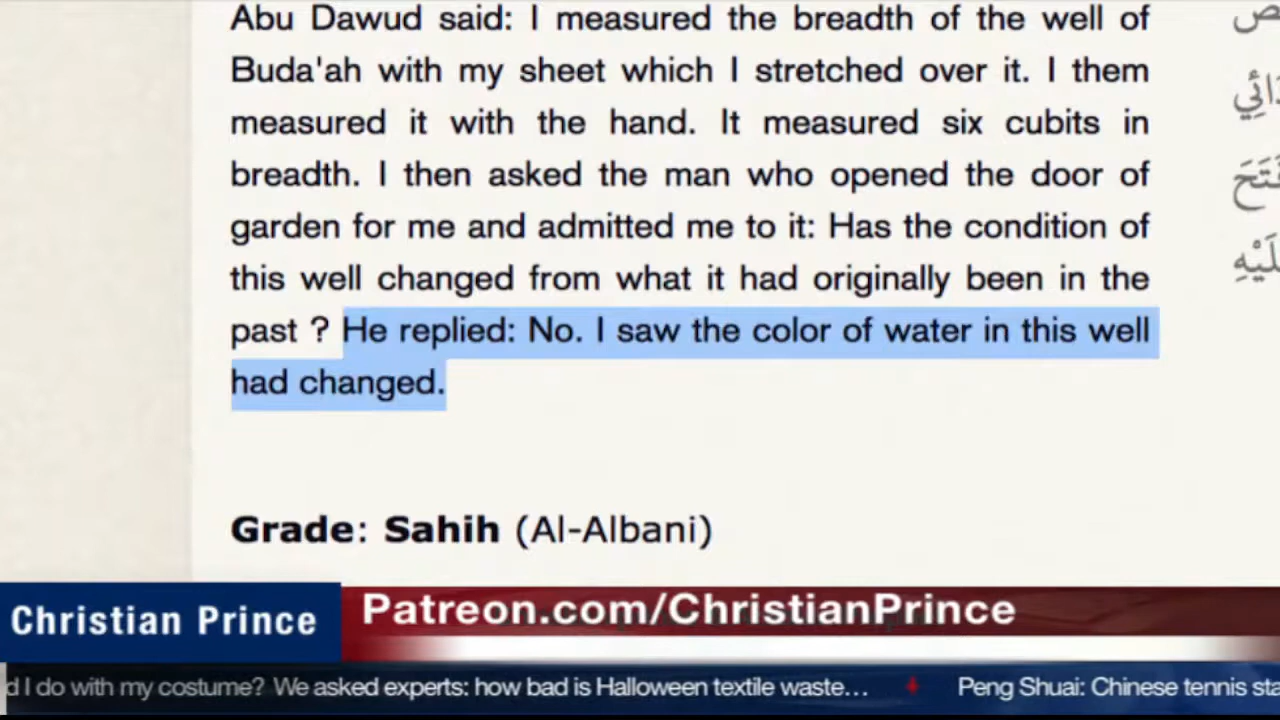 Abu Dawud said: I measured the breadth of the well of
Buda'ah with my sheet which I stretched over it. I them
measured it with the hand. It measured six cubits in
breadth. I then asked the man who opened the door of
garden for me and admitted me to it: Has the condition of
this well changed from what it had originally been in the
past ? He replied: No. I saw the color of water in this well
had changed.
Grade: Sahih (Al-Albani)
Christian Prince
Patreon.com/ChristianPrince
d I do with my costume? We asked experts: how bad is Halloween textile waste… Peng Shuai: Chinese tennis sta